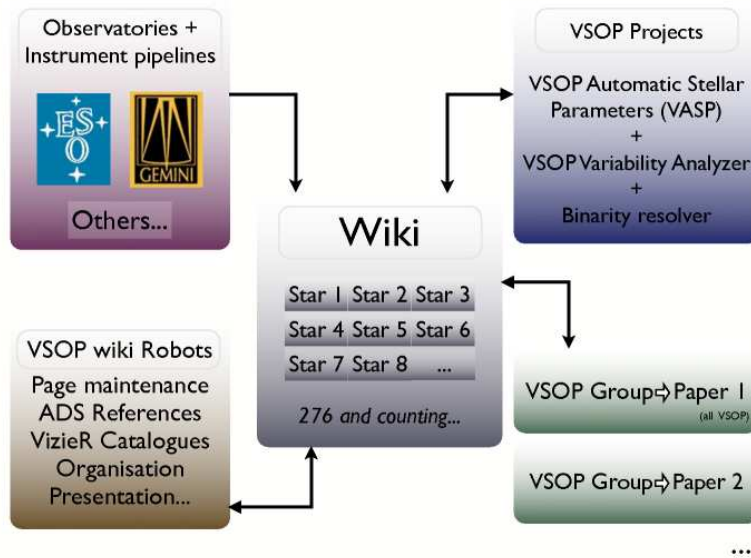 Observatories +
Instrument pipelines
ESO
GEMINI
Others...
VSOP Projects
VSOP Automatic Stellar
Parameters (VASP)
+
VSOP Variability Analyzer
+
Binarity resolver
Wiki
Star 1 Star 2 Star 3
Star 4 Star 5 Star 6
Star 7 Star 8 ...
276 and counting...
VSOP wiki Robots
Page maintenance
ADS References
VizieR Catalogues
Organisation
Presentation...
VSOP Group⇨Paper 1
(all VSOP)
VSOP Group⇨Paper 2
...